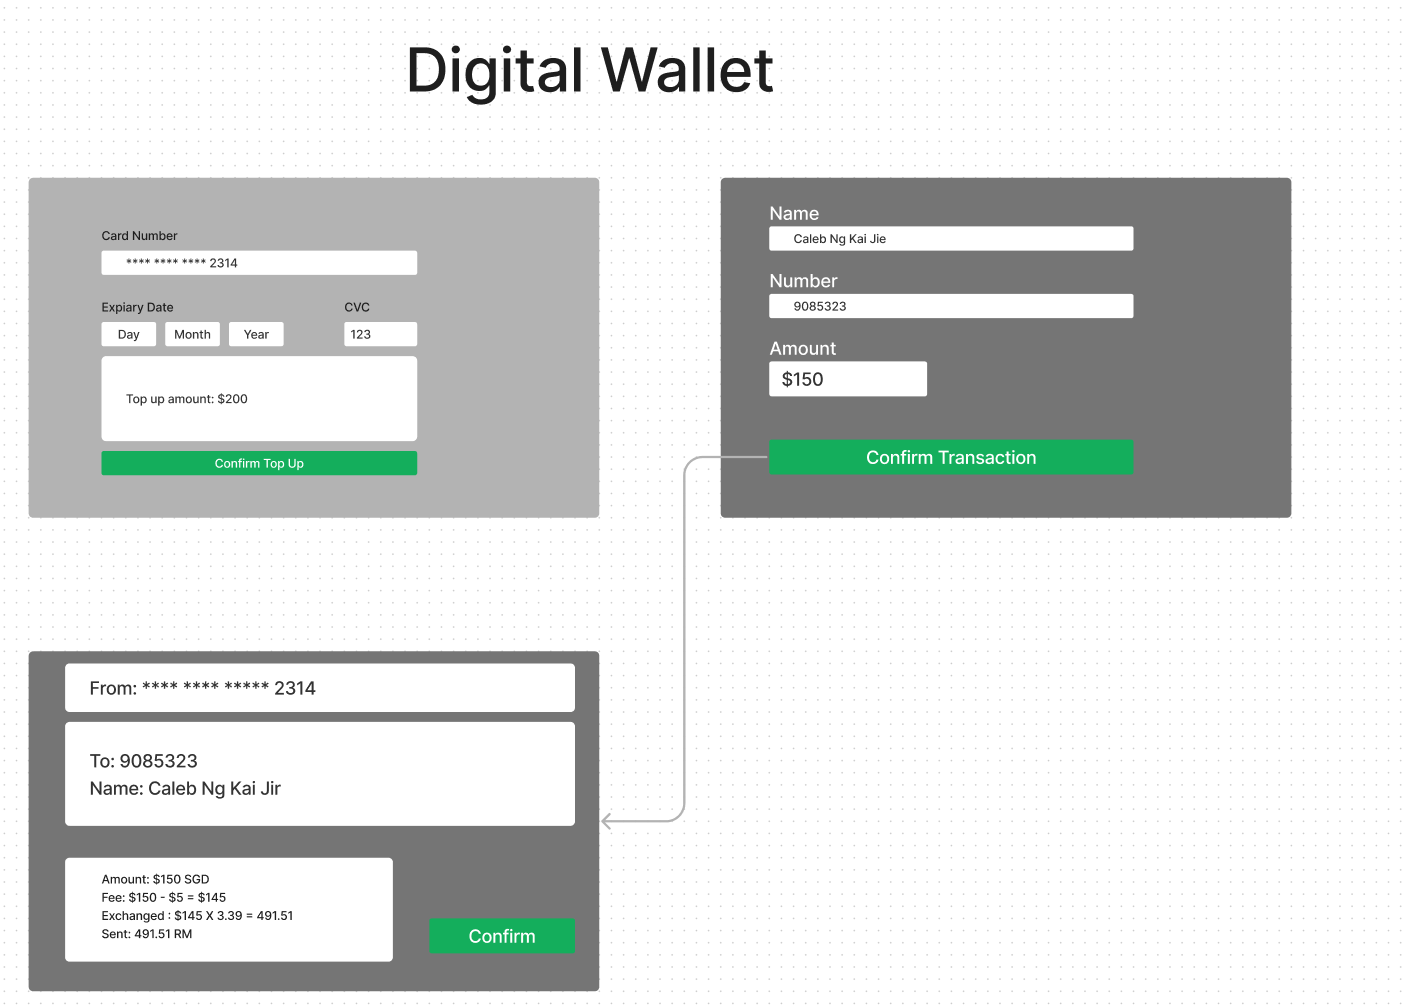 Digital Wallet
Card Number
**** **** **** 2314
Expiary Date
CVC
Day
Month
Year
123
Top up amount: $200
Confirm Top Up
Name
Caleb Ng Kai Jie
Number
9085323
Amount
$150
Confirm Transaction
From: **** **** ***** 2314
To: 9085323
Name: Caleb Ng Kai Jir
Amount: $150 SGD
Fee: $150 - $5 = $145
Exchanged : $145 X 3.39 = 491.51
Sent: 491.51 RM
Confirm